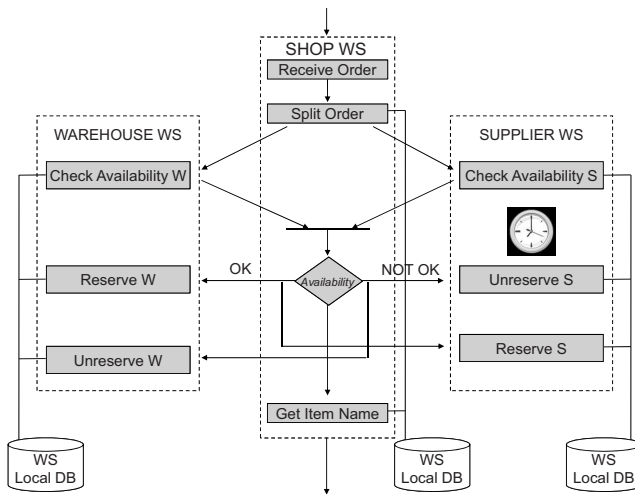 SHOP WS
Receive Order
Split Order
WAREHOUSE WS
SUPPLIER WS
Check Availability W
Check Availability S
OK
NOT OK
Availability
Reserve W
Unreserve S
Reserve S
Unreserve W
Get Item Name
WS
Local DB
WS
Local DB
WS
Local DB